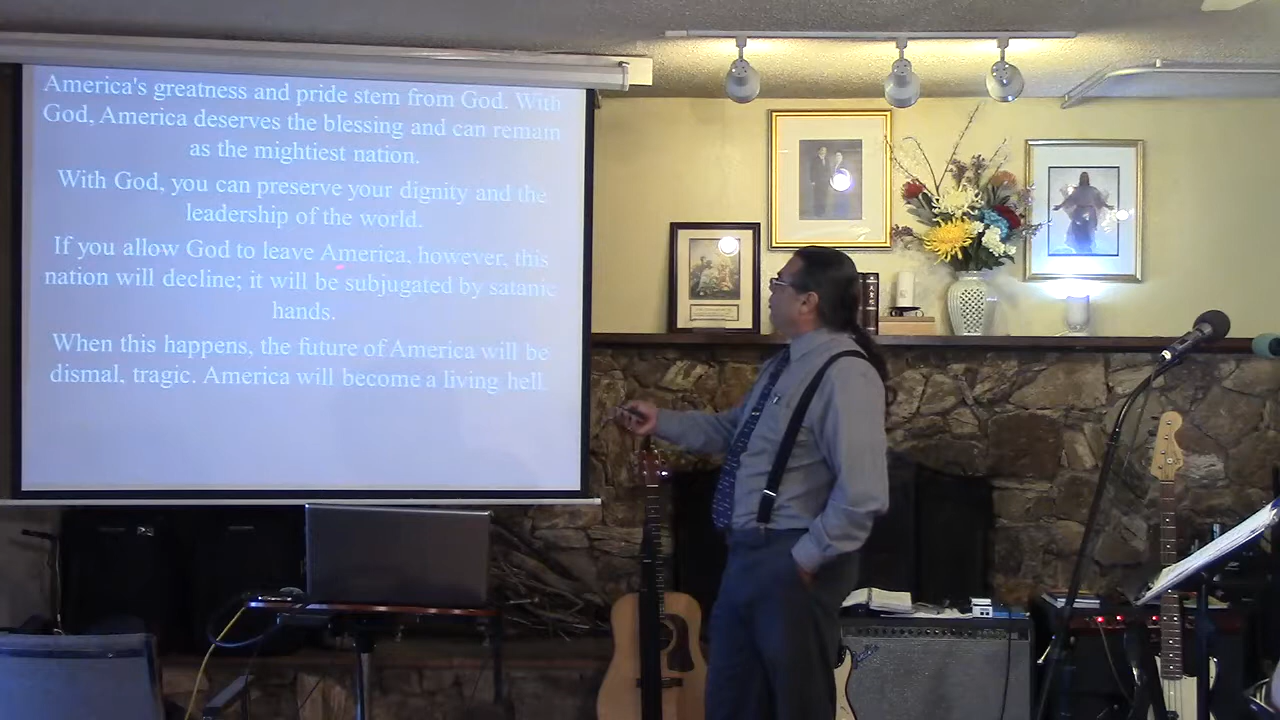 America's greatness and pride stem from God. With
God, America deserves the blessing and can remain
as the mightiest nation.
With God, you can preserve your dignity and the
leadership of the world.
If you allow God to leave America, however, this
nation will decline; it will be subjugated by satanic
hands.
When this happens, the future of America will be
dismal, tragic. America will become a living hell.
Fender